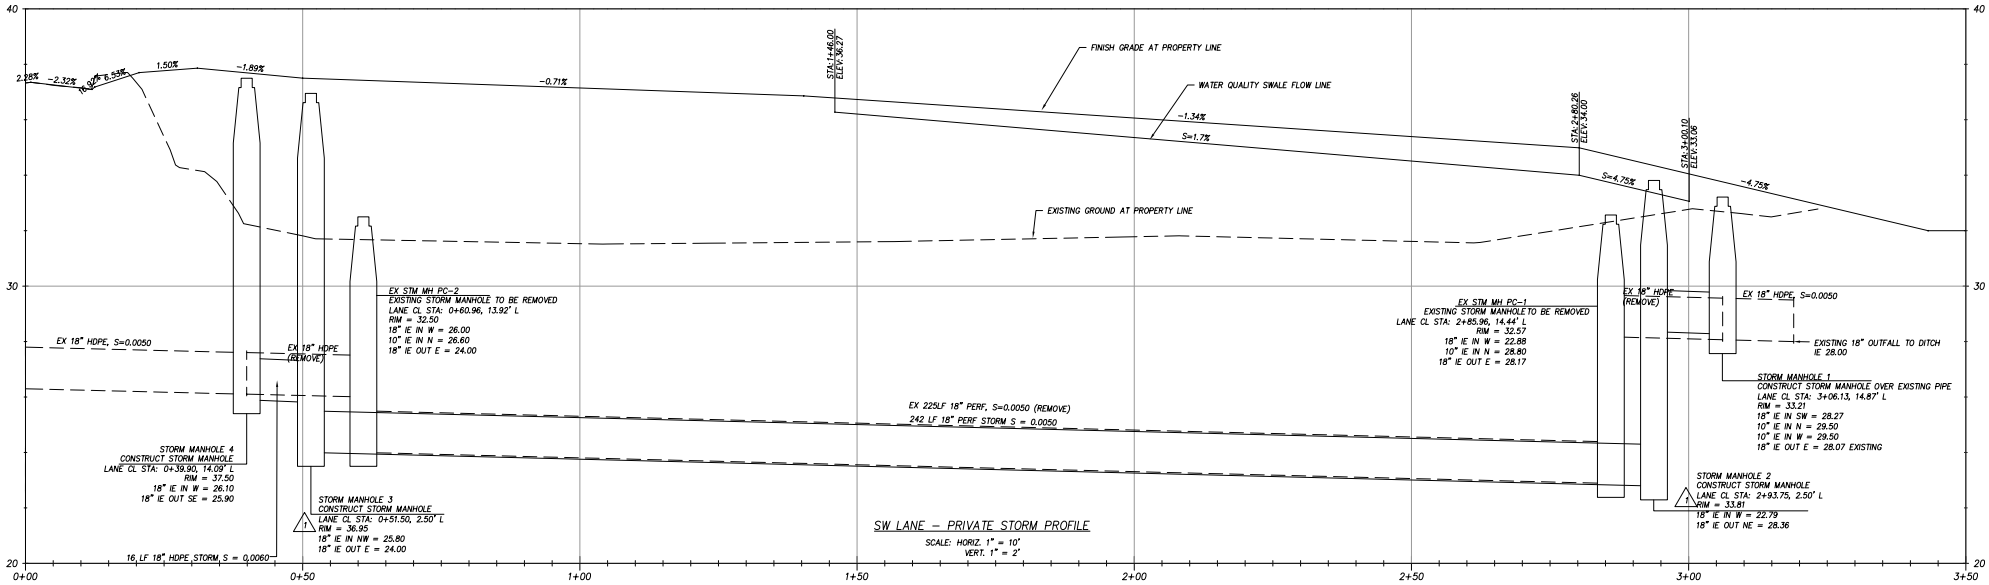 40
40
2.28%
-2.32%
16.92%
6.53%
1.50%
-1.89%
-0.71%
STA: 1+46.00
ELEV: 36.27
FINISH GRADE AT PROPERTY LINE
WATER QUALITY SWALE FLOW LINE
-1.34%
S=1.7%
STA: 2+80.26
ELEV: 34.00
STA: 3+00.10
ELEV: 33.06
S=4.75%
-4.75%
EXISTING GROUND AT PROPERTY LINE
30
30
EX STM MH PC-2
EXISTING STORM MANHOLE TO BE REMOVED
LANE CL STA: 0+60.96, 13.92' L
RIM = 32.50
18" IE IN W = 26.00
10" IE IN N = 26.60
18" IE OUT E = 24.00
EX 18" HDPE, S=0.0050
EX 18" HDPE
(REMOVE)
EX STM MH PC-1
EXISTING STORM MANHOLE TO BE REMOVED
LANE CL STA: 2+85.96, 14.44' L
RIM = 32.57
18" IE IN W = 22.88
10" IE IN N = 28.80
18" IE OUT E = 28.17
EX 18" HDPE
(REMOVE)
EX 18" HDPE, S=0.0050
EXISTING 18" OUTFALL TO DITCH
IE 28.00
STORM MANHOLE 1
CONSTRUCT STORM MANHOLE OVER EXISTING PIPE
LANE CL STA: 3+06.13, 14.87' L
RIM = 33.21
18" IE IN SW = 28.27
10" IE IN N = 29.50
10" IE IN W = 29.50
18" IE OUT E = 28.07 EXISTING
EX 225LF 18" PERF, S=0.0050 (REMOVE)
242 LF 18" PERF STORM S = 0.0050
STORM MANHOLE 4
CONSTRUCT STORM MANHOLE
LANE CL STA: 0+39.90, 14.09' L
RIM = 37.50
18" IE IN W = 26.10
18" IE OUT SE = 25.90
STORM MANHOLE 3
CONSTRUCT STORM MANHOLE
LANE CL STA: 0+51.50, 2.50' L
RIM = 36.95
18" IE IN NW = 25.80
18" IE OUT E = 24.00
1
STORM MANHOLE 2
CONSTRUCT STORM MANHOLE
LANE CL STA: 2+93.75, 2.50' L
RIM = 33.81
18" IE IN W = 22.79
18" IE OUT NE = 28.36
1
16 LF 18" HDPE STORM, S = 0.0060
SW LANE - PRIVATE STORM PROFILE
SCALE: HORIZ. 1" = 10'
VERT. 1" = 2'
20
20
0+00
0+50
1+00
1+50
2+00
2+50
3+00
3+50